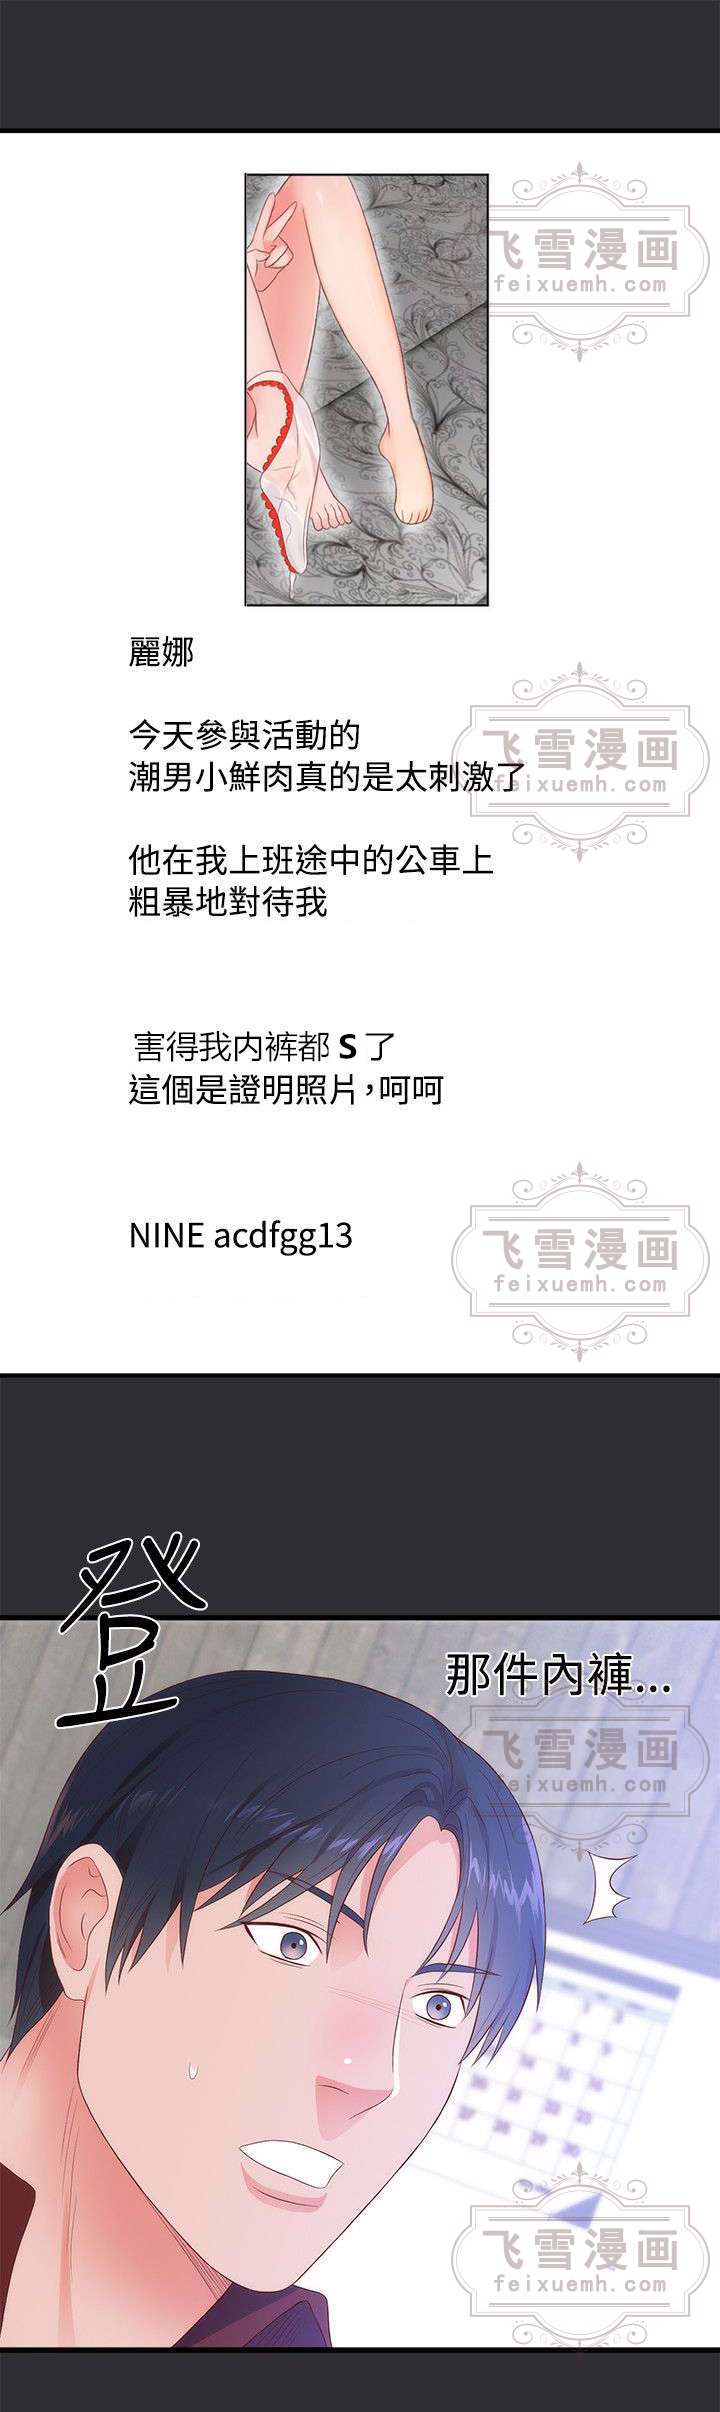 飞雪漫画
feixuemh.com
麗娜
今天參與活動的
潮男小鮮肉真的是太刺激了
飞雪漫画
feixuemh.com
他在我上班途中的公車上
粗暴地對待我
害得我内裤都 S 了
這個是證明照片，呵呵
NINE acdfgg13
飞雪漫画
feixuemh.com
登
那件內褲...
飞雪漫画
feixuemh.com
飞雪漫画
feixuemh.com